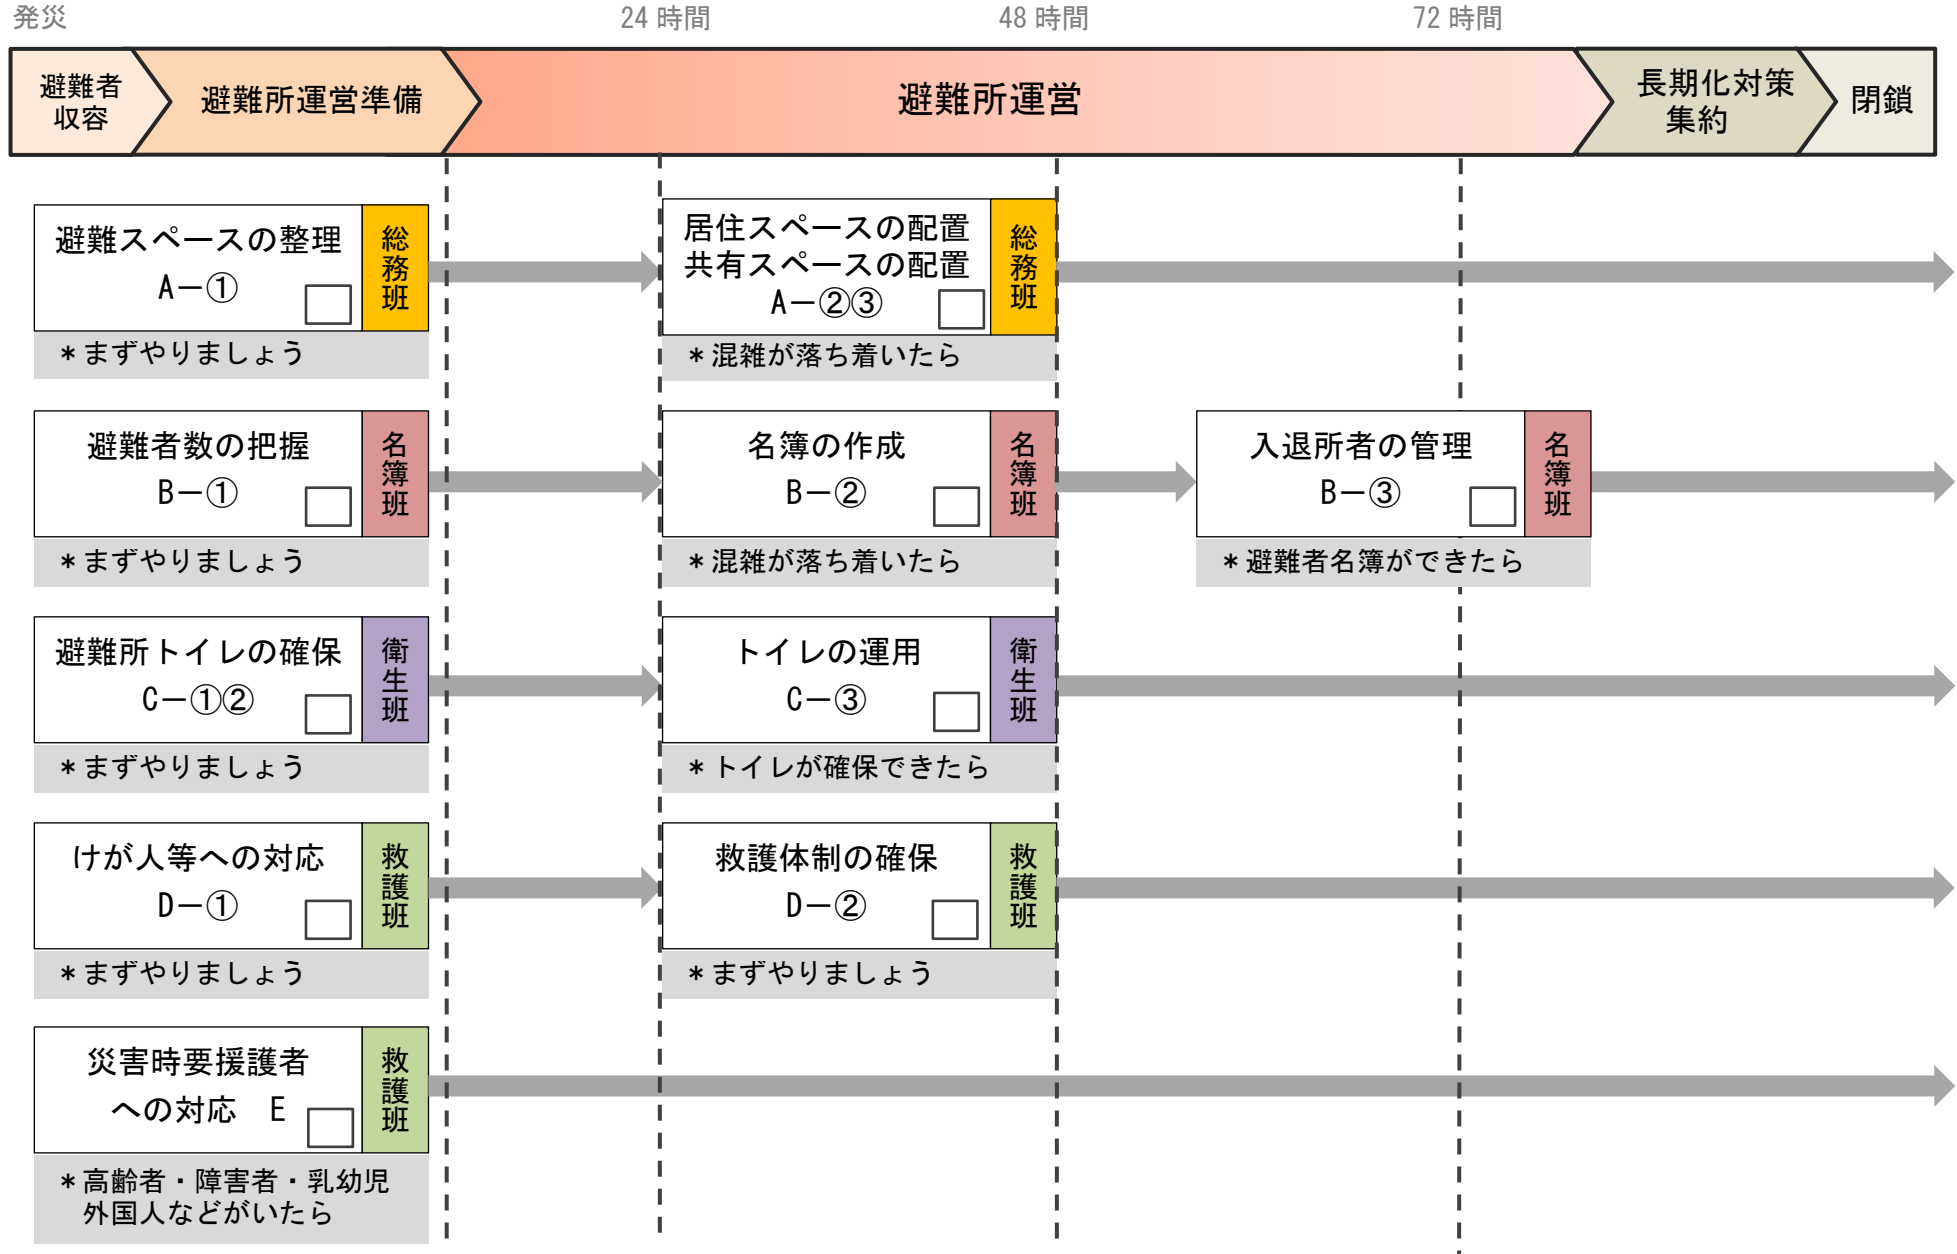 発災
24 時間
48 時間
72 時間
避難者
収容
避難所運営準備
避難所運営
長期化対策
集約
閉鎖
避難スペースの整理
A－①
総務班
＊まずやりましょう
居住スペースの配置
共有スペースの配置
A－②③
総務班
＊混雑が落ち着いたら
避難者数の把握
B－①
名簿班
＊まずやりましょう
名簿の作成
B－②
名簿班
＊混雑が落ち着いたら
入退所者の管理
B－③
名簿班
＊避難者名簿ができたら
避難所トイレの確保
C－①②
衛生班
＊まずやりましょう
トイレの運用
C－③
衛生班
＊トイレが確保できたら
けが人等への対応
D－①
救護班
＊まずやりましょう
救護体制の確保
D－②
救護班
＊まずやりましょう
災害時要援護者
への対応　E
救護班
＊高齢者・障害者・乳幼児
外国人などがいたら